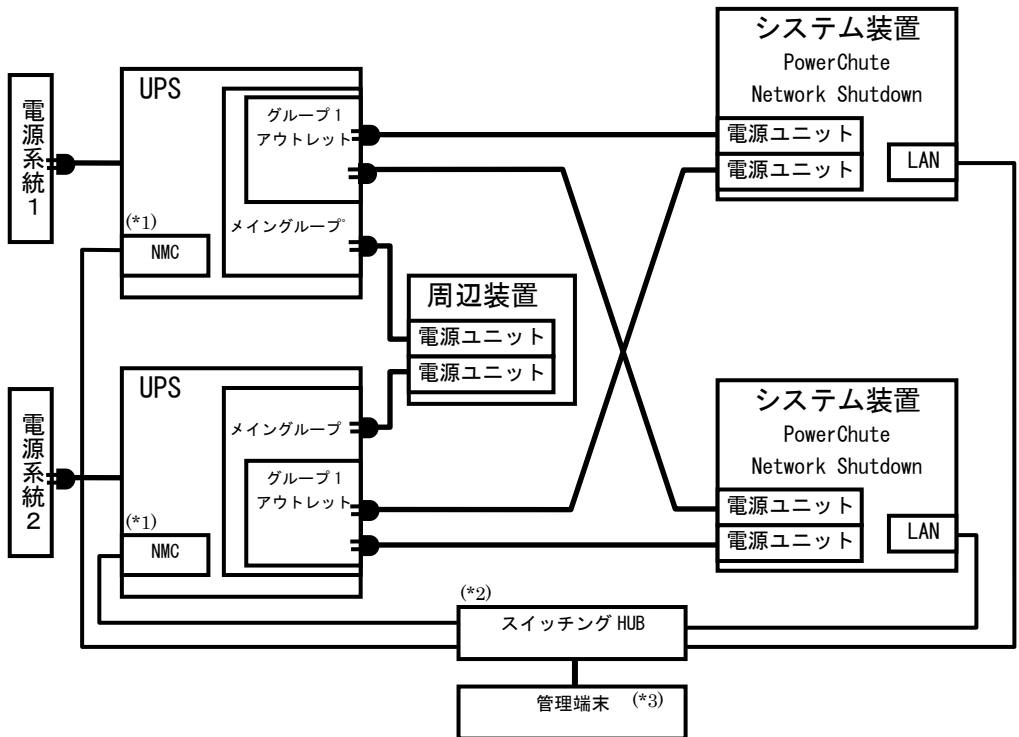 電源系統1
UPS
グループ1
アウトレット
メイングループ
(*1)
NMC
周辺装置
電源ユニット
電源ユニット
システム装置
PowerChute
Network Shutdown
電源ユニット
電源ユニット
LAN
電源系統2
UPS
メイングループ
グループ1
アウトレット
(*1)
NMC
システム装置
PowerChute
Network Shutdown
電源ユニット
電源ユニット
LAN
(*2)
スイッチング HUB
管理端末 (*3)